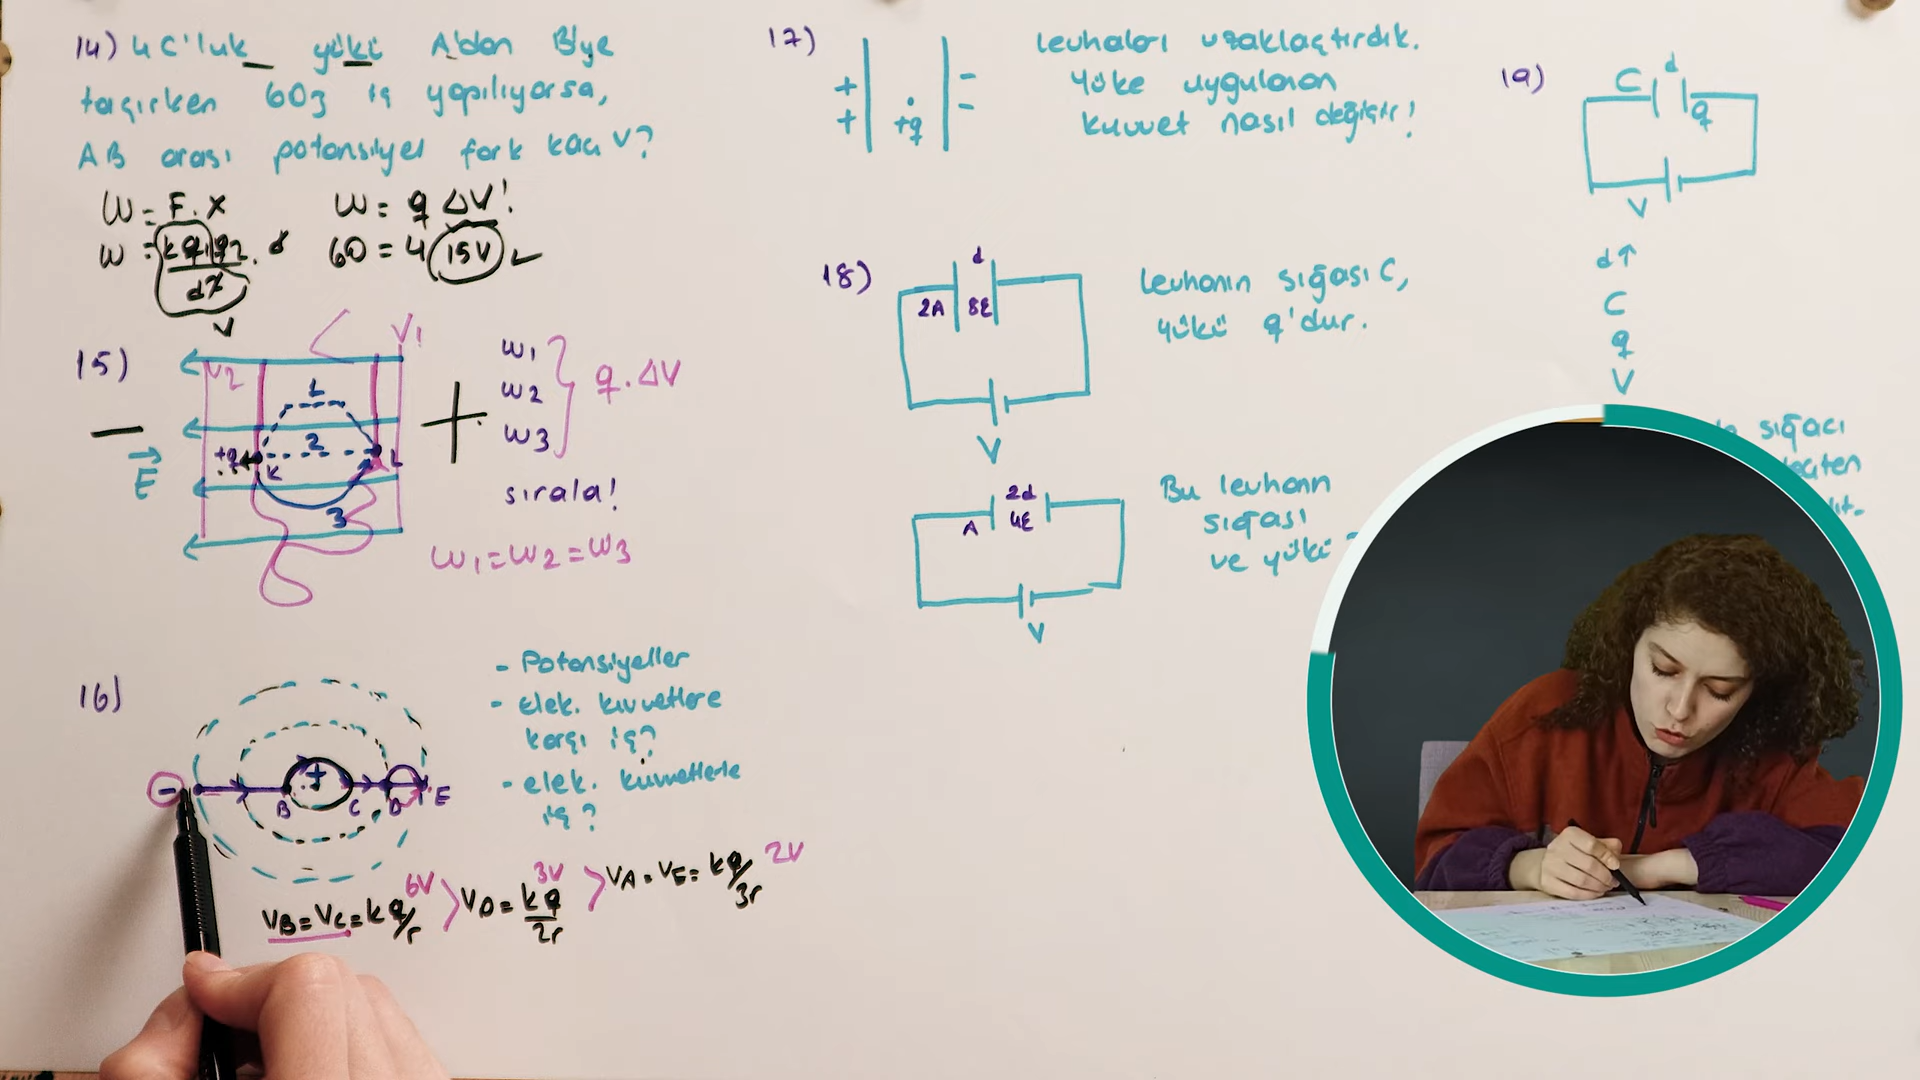 14) 4C'luk yükü A'dan B'ye
taşırken 60J iş yapılıyorsa,
AB arası potansiyel fark kaç V?
W = F. X
W = kq1q2 . d
d²
V
W = q ΔV!
60 = 4 15V
15)
V2
V1
1
2
3
+q
K
L
E
+
W1
W2
W3
q. ΔV
sırala!
W1 = W2 = W3
16)
-
+
B
C
D
E
- Potansiyeller
- elek. kuvvetlere
karşı iş?
- elek. kuvvetlerle
iş?
6V
3V
2V
VB = VC = kq/r > VD = kq/2r > VA = VE = kq/3r
17)
+
+
+q
-
-
levhaları uzaklaştırdık.
Yüke uygulanan
kuvvet nasıl değişir!
18)
d
2A
8ε
V
levhanın sığası C,
yükü q'dur.
2d
A
4ε
V
Bu levhanın
sığası
ve yükü
19)
C
d
q
V
d↑
C
q
V
sığacı